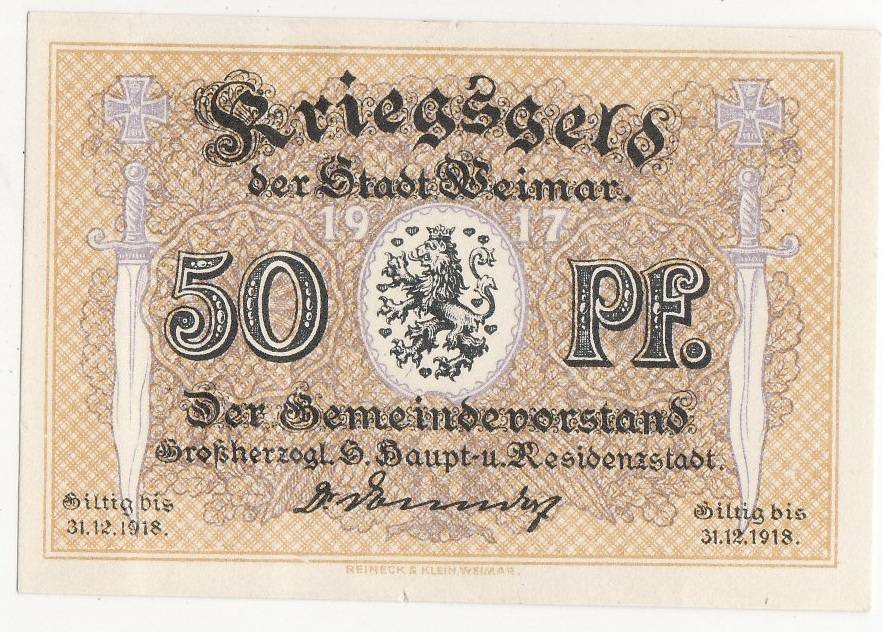 Kriegsgeld
der Stadt Weimar.
1917
50 Pf.
Der Gemeindevorstand
Großherzogl. S. Haupt- u. Residenzstadt.
Giltig bis
31.12.1918.
Giltig bis
31.12.1918.
REINECK & KLEIN, WEIMAR.